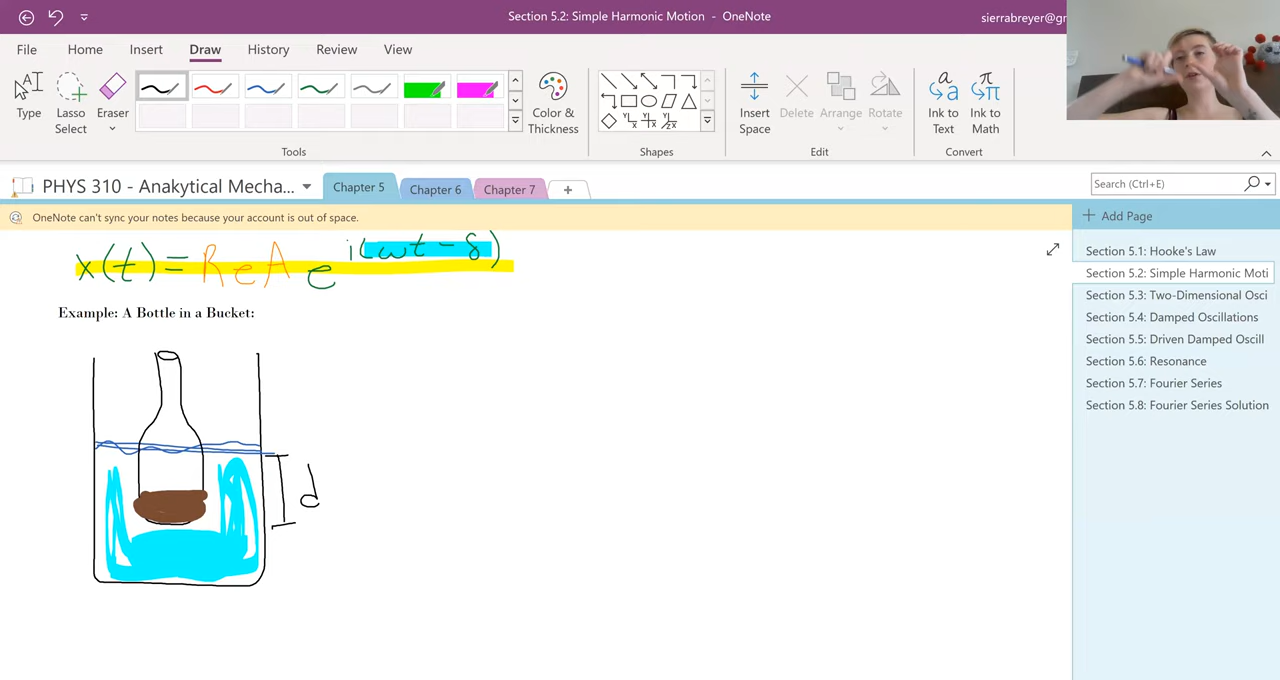 Section 5.2: Simple Harmonic Motion - OneNote
sierrabreyer@gr
File Home Insert Draw History Review View
Type
Lasso Select
Eraser
Color & Thickness
Insert Space
Delete
Arrange
Rotate
Ink to Text
Ink to Math
Tools
Shapes
Edit
Convert
PHYS 310 - Anakytical Mecha...
Chapter 5
Chapter 6
Chapter 7
Search (Ctrl+E)
OneNote can't sync your notes because your account is out of space.
Add Page
Section 5.1: Hooke's Law
Section 5.2: Simple Harmonic Moti
Section 5.3: Two-Dimensional Osci
Section 5.4: Damped Oscillations
Section 5.5: Driven Damped Oscill
Section 5.6: Resonance
Section 5.7: Fourier Series
Section 5.8: Fourier Series Solution
x(t) = Re A e^i(ωt - δ)
Example: A Bottle in a Bucket:
d